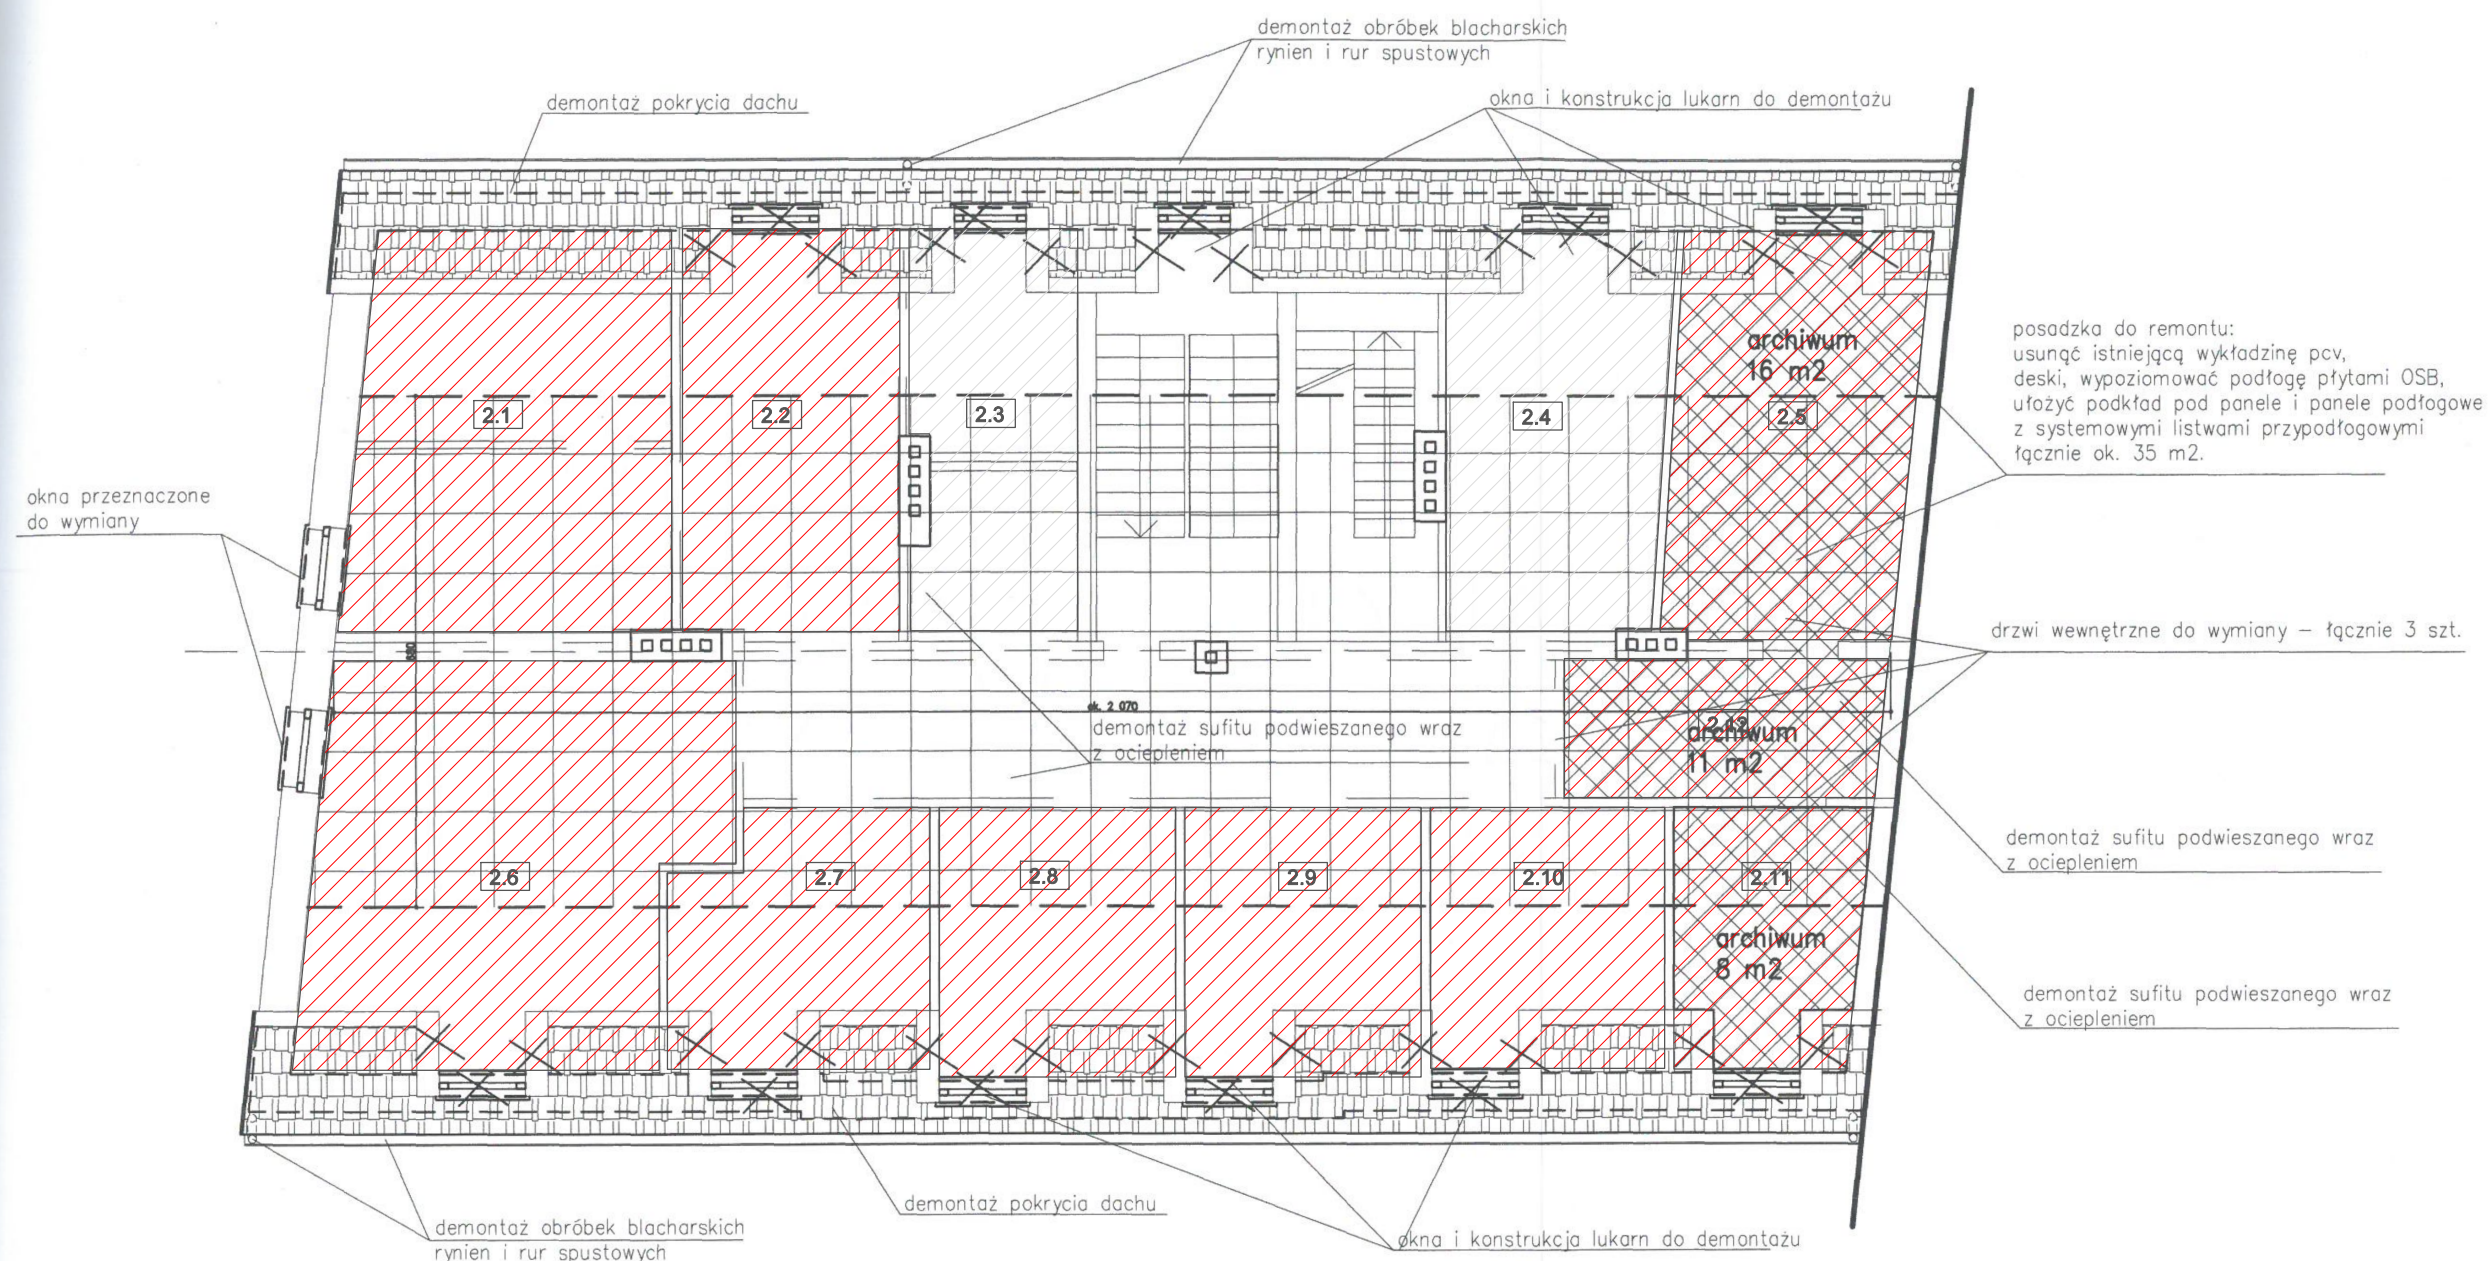 demontaż obróbek blacharskich
rynien i rur spustowych
demontaż pokrycia dachu
okna i konstrukcja lukarn do demontażu
posadzka do remontu:
usunąć istniejącą wykładzinę pcv,
deski, wypoziomować podłogę płytami OSB,
ułożyć podkład pod panele i panele podłogowe
z systemowymi listwami przypodłogowymi
łącznie ok. 35 m2.
archiwum
16 m2
2.1
2.2
2.3
2.4
2.5
okna przeznaczone
do wymiany
drzwi wewnętrzne do wymiany – łącznie 3 szt.
ok. 2 070
demontaż sufitu podwieszanego wraz
z ociepleniem
2.12
archiwum
11 m2
demontaż sufitu podwieszanego wraz
z ociepleniem
2.6
2.7
2.8
2.9
2.10
2.11
archiwum
8 m2
demontaż sufitu podwieszanego wraz
z ociepleniem
demontaż pokrycia dachu
demontaż obróbek blacharskich
rynien i rur spustowych
okna i konstrukcja lukarn do demontażu